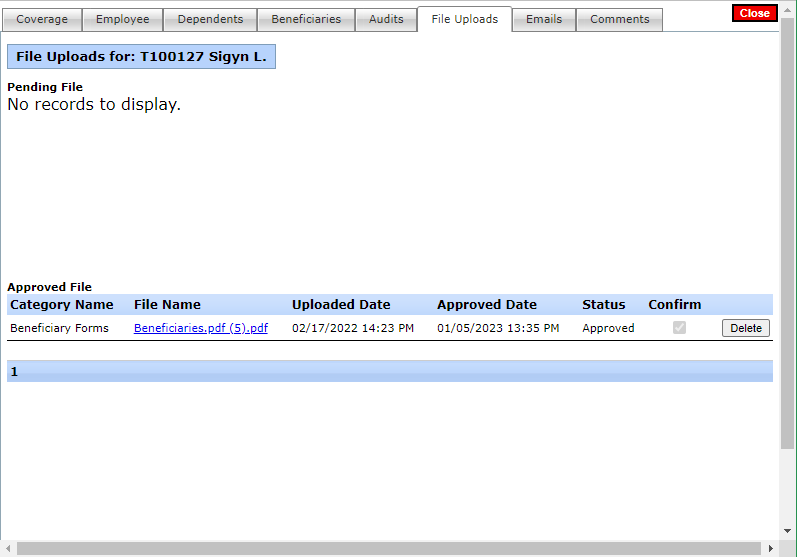 Coverage Employee Dependents Beneficiaries Audits File Uploads Emails Comments Close
File Uploads for: T100127 Sigyn L.
Pending File
No records to display.
Approved File
Category Name File Name Uploaded Date Approved Date Status Confirm
Beneficiary Forms Beneficiaries.pdf (5).pdf 02/17/2022 14:23 PM 01/05/2023 13:35 PM Approved Delete
1